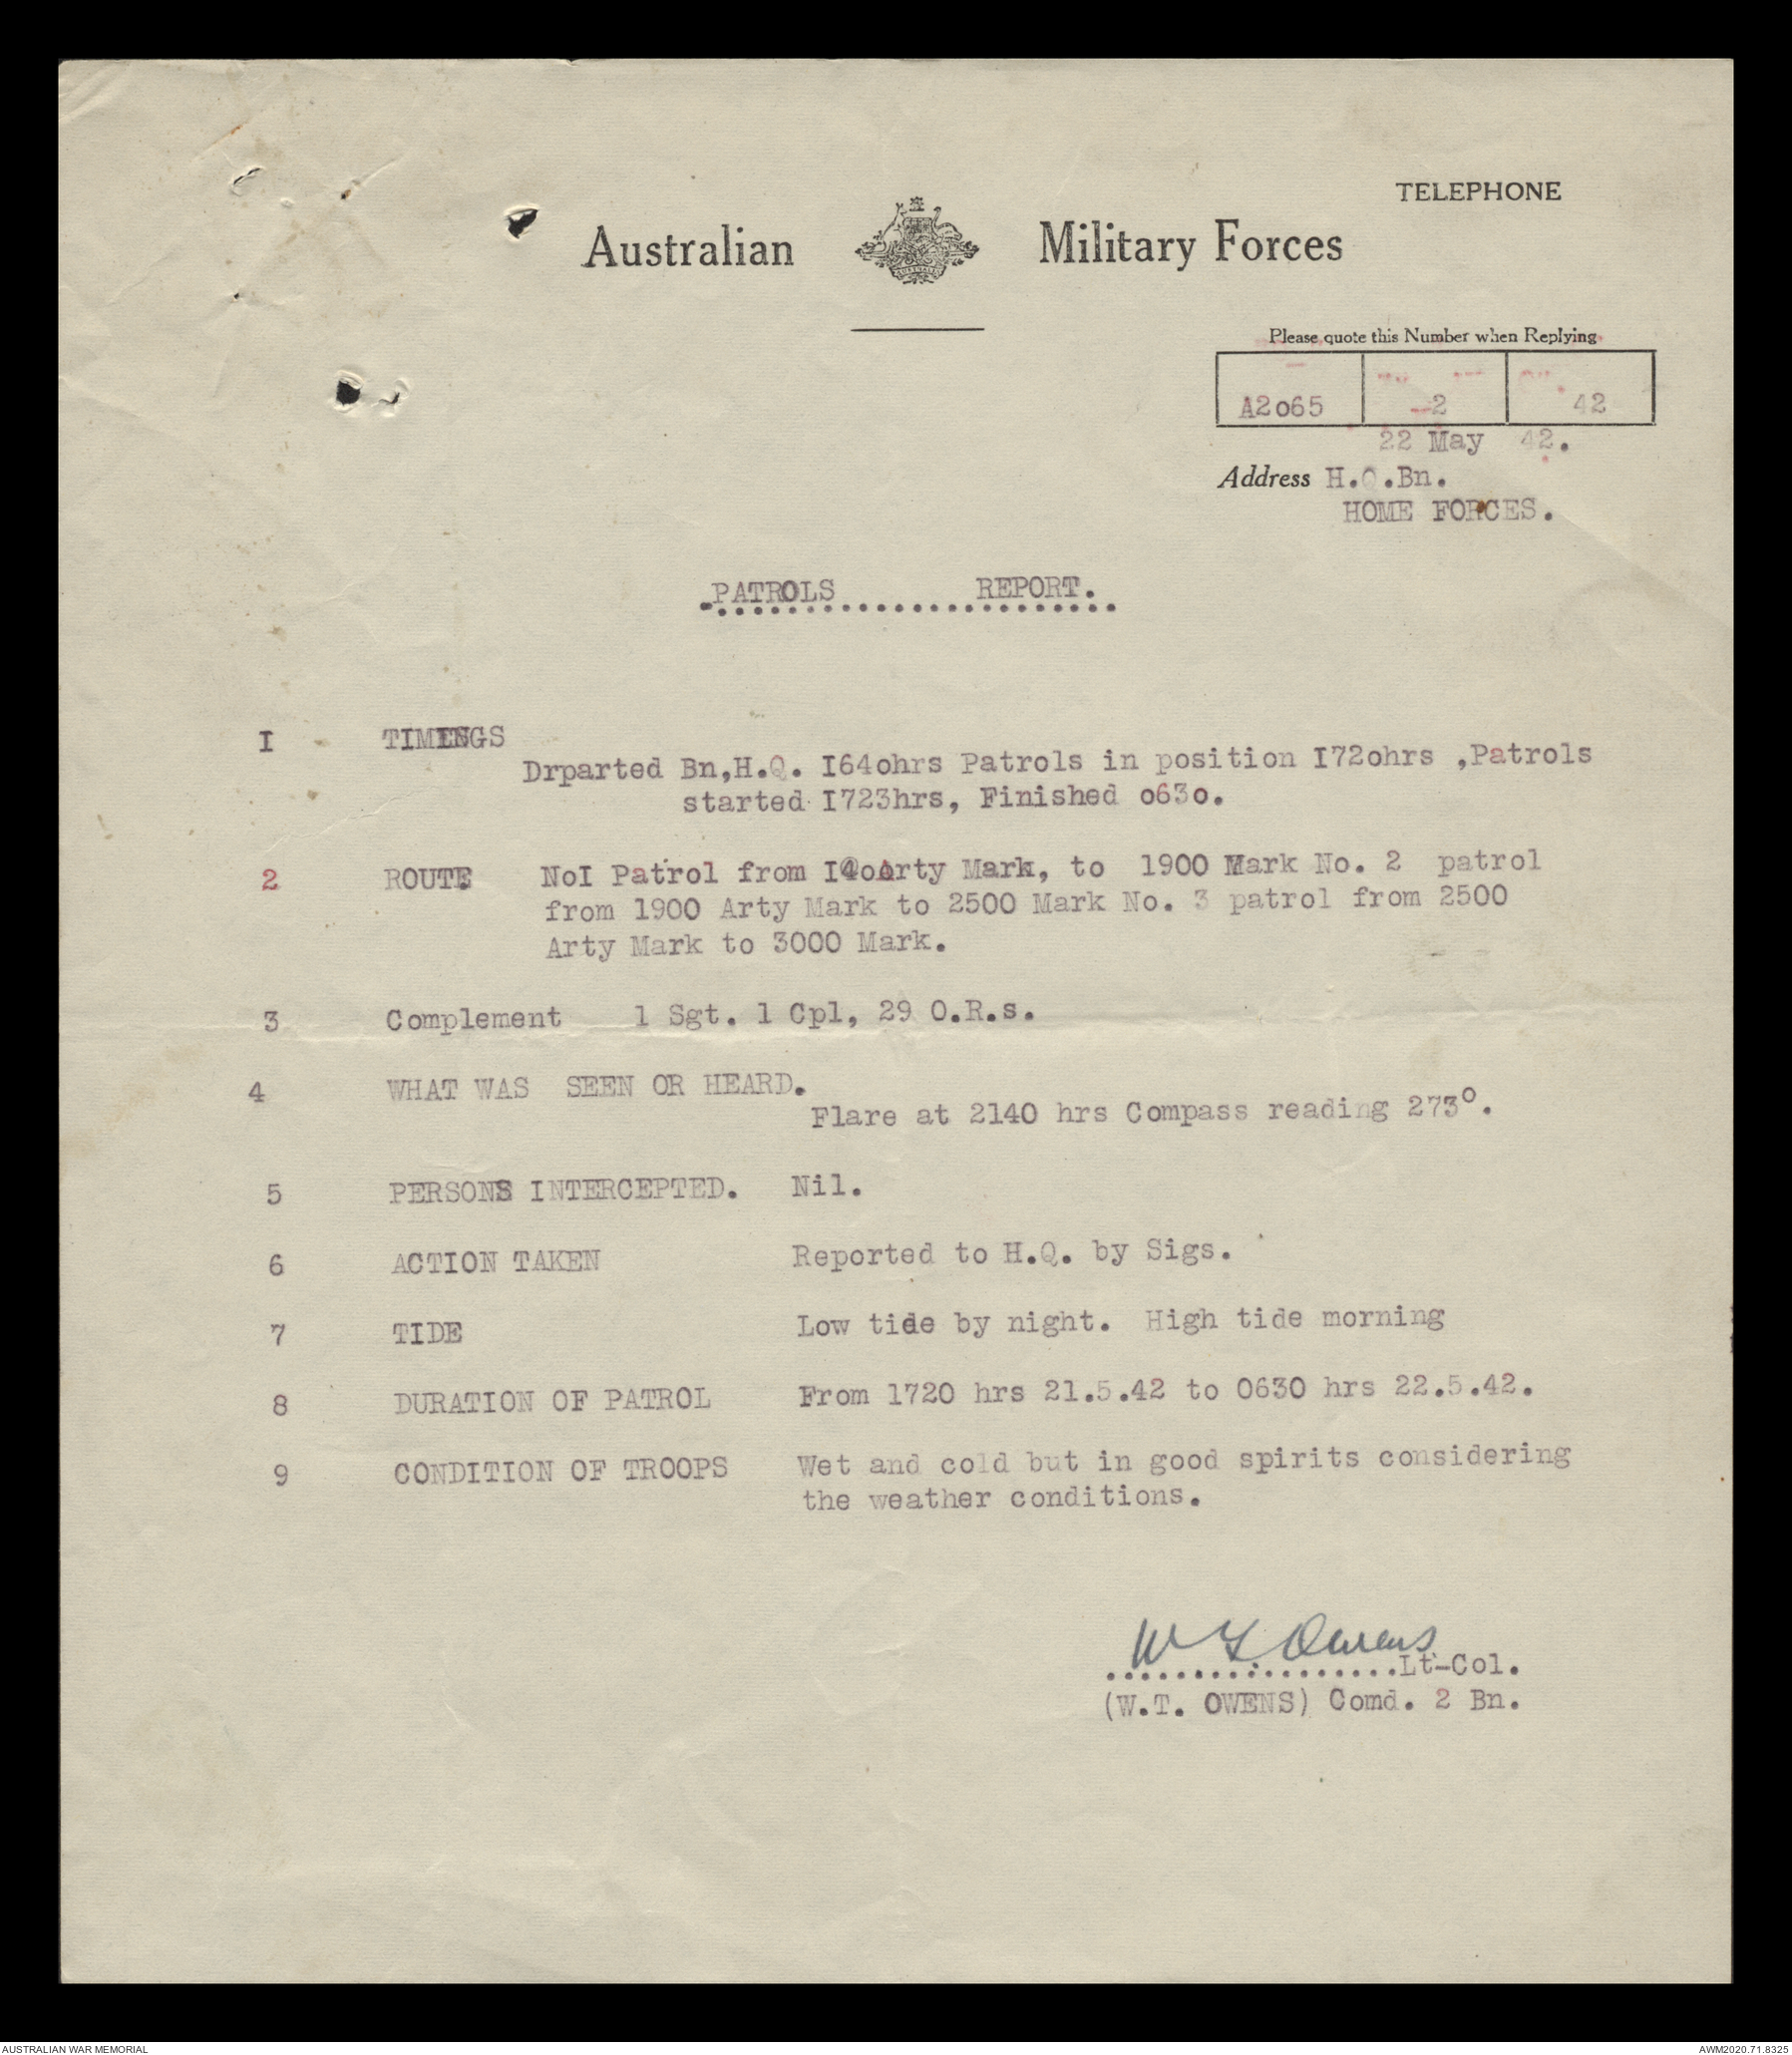 TELEPHONE
Australian Military Forces
AUSTRALIA
Please quote this Number when Replying
A2o65 2 42
22 May 42.
Address H.Q.Bn.
HOME FORCES.
PATROLS REPORT.
I TIMINGS
Drparted Bn,H.Q. I64ohrs Patrols in position I72ohrs ,Patrols
started I723hrs, Finished o63o.
2 ROUTE NoI Patrol from Arty Mark, to 1900 Mark No. 2 patrol
from 1900 Arty Mark to 2500 Mark No. 3 patrol from 2500
Arty Mark to 3000 Mark.
3 Complement 1 Sgt. 1 Cpl, 29 O.R.s.
4 WHAT WAS SEEN OR HEARD.
Flare at 2140 hrs Compass reading 273°.
5 PERSONS INTERCEPTED. Nil.
6 ACTION TAKEN Reported to H.Q. by Sigs.
7 TIDE Low tide by night. High tide morning
8 DURATION OF PATROL From 1720 hrs 21.5.42 to 0630 hrs 22.5.42.
9 CONDITION OF TROOPS Wet and cold but in good spirits considering
the weather conditions.
W T Owens
.................Lt-Col.
(W.T. OWENS) Comd. 2 Bn.
AUSTRALIAN WAR MEMORIAL AWM2020.71.8325